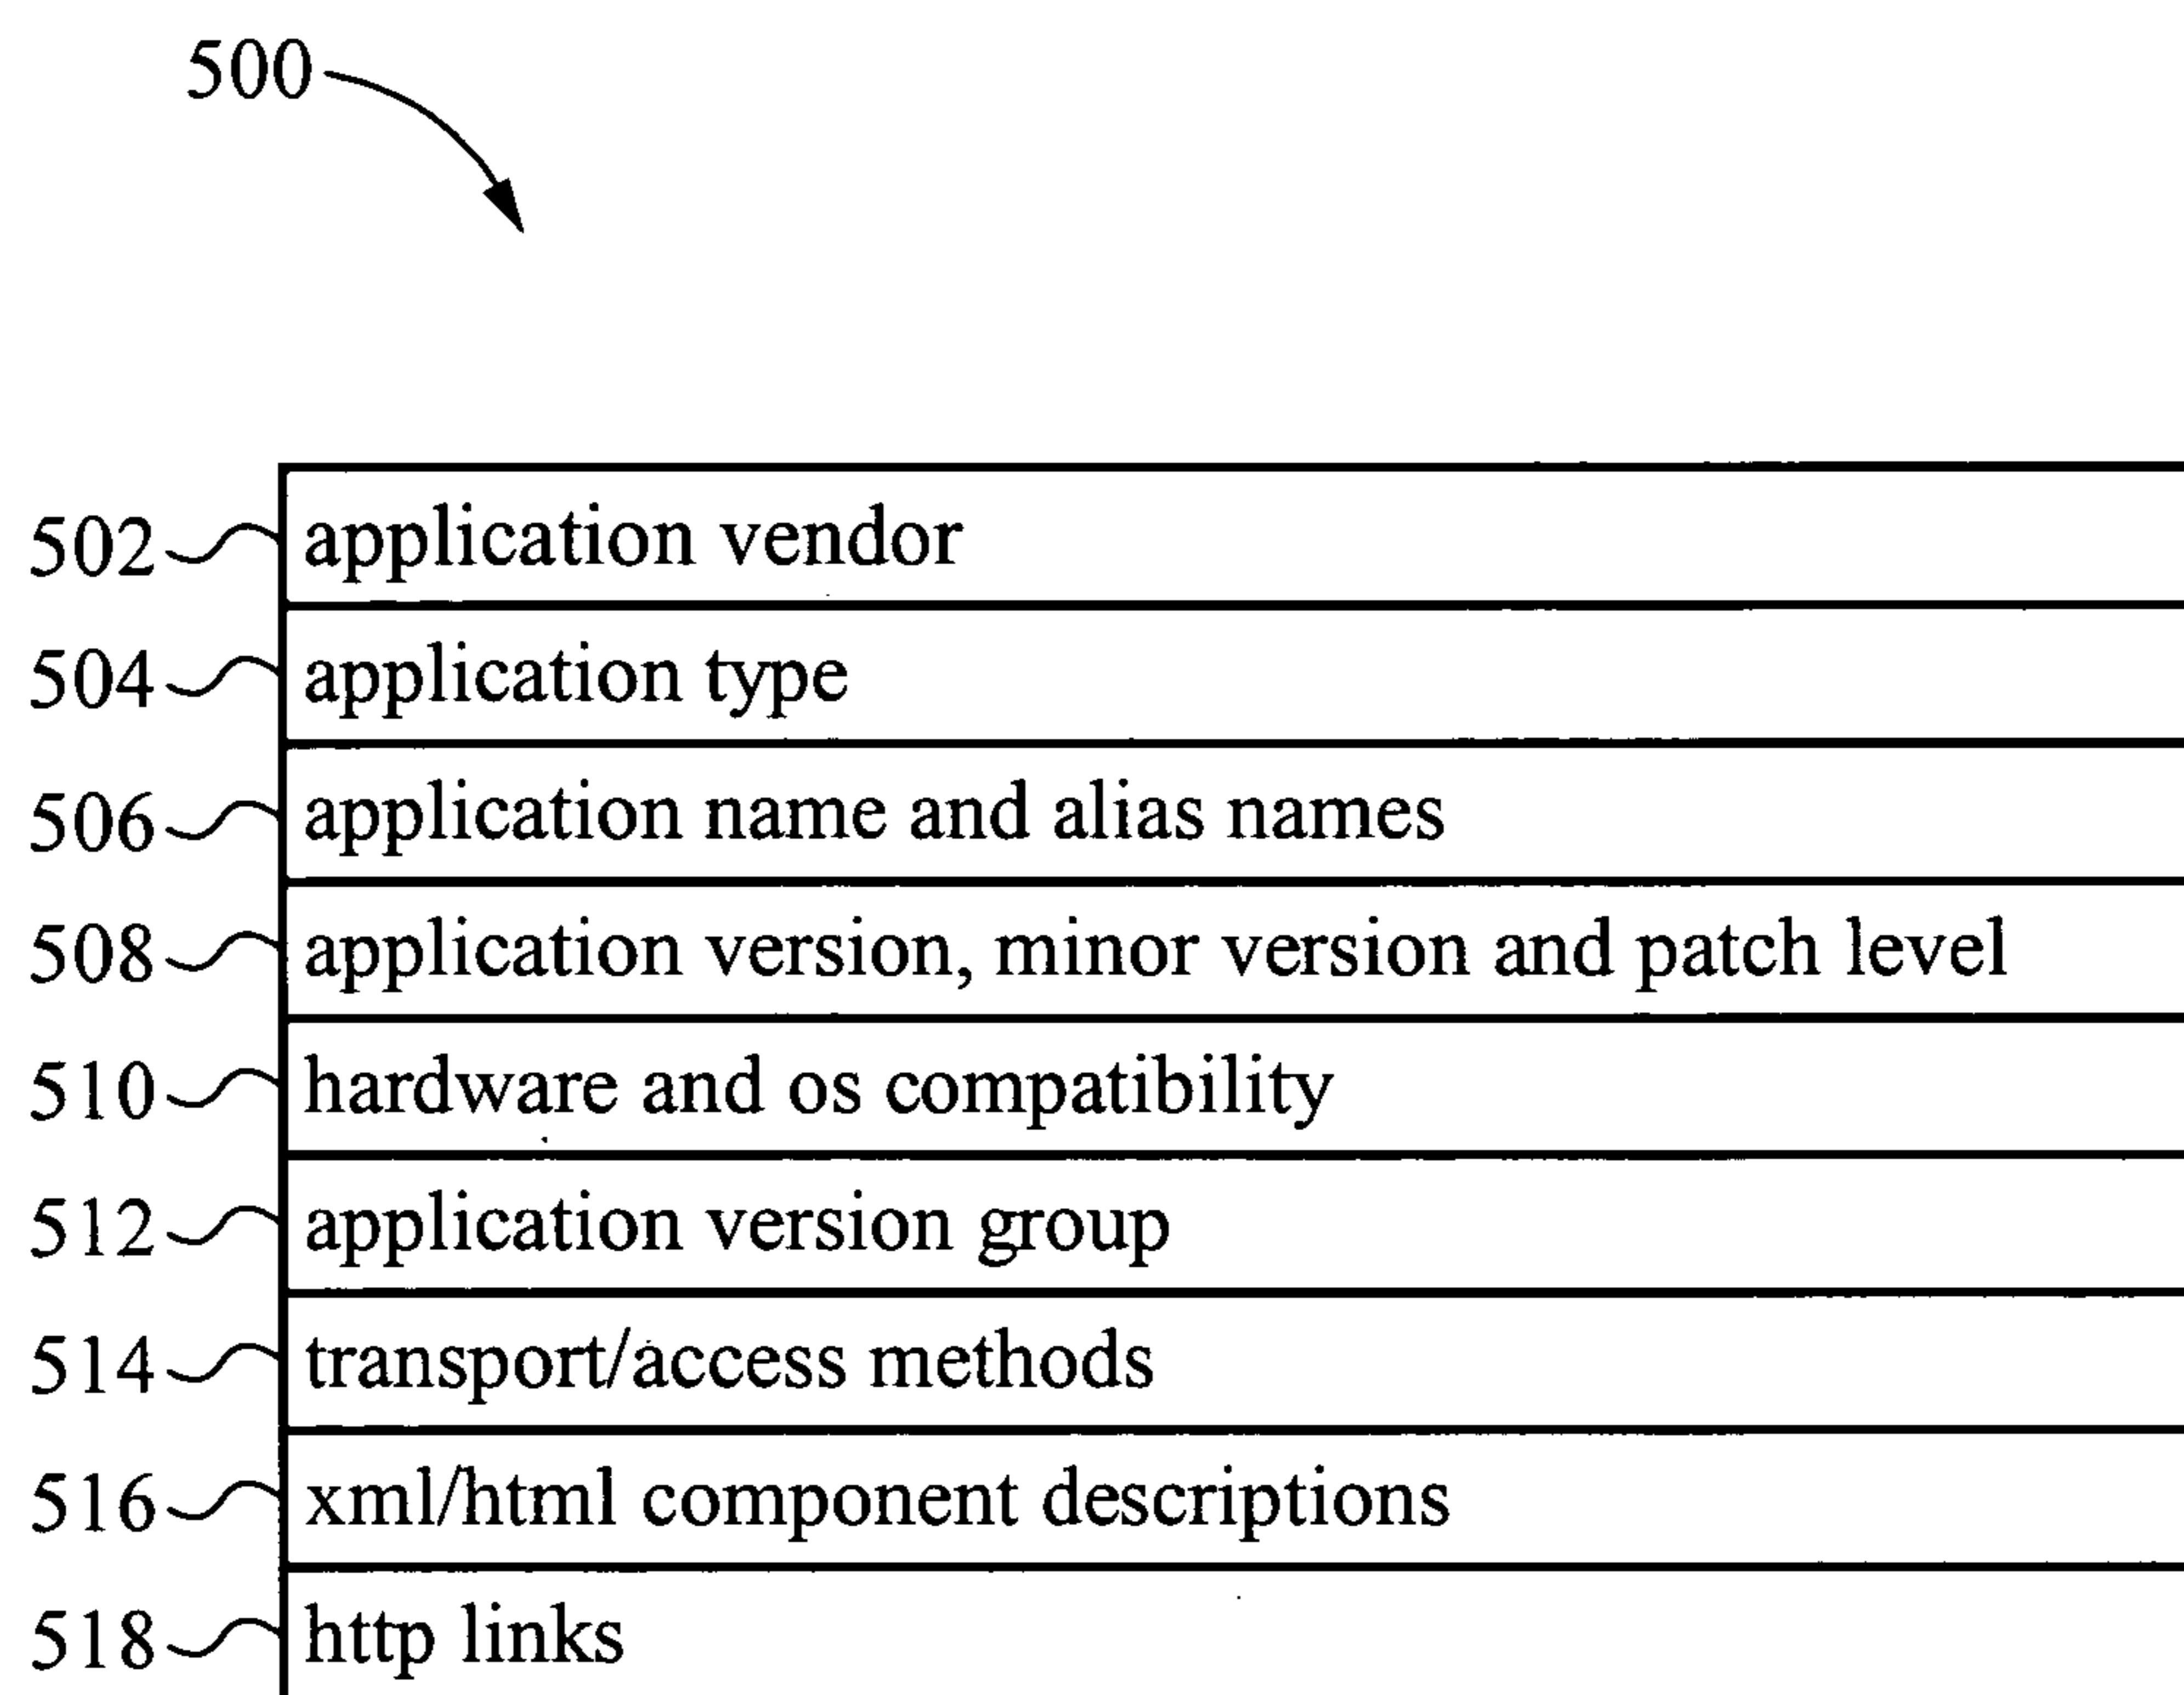 500
502 application vendor
504 application type
506 application name and alias names
508 application version, minor version and patch level
510 hardware and os compatibility
512 application version group
514 transport/access methods
516 xml/html component descriptions
518 http links